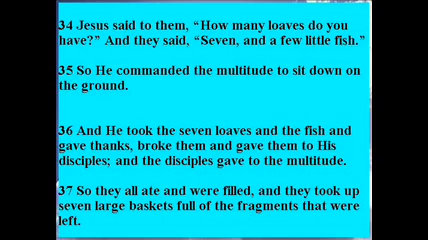 34 Jesus said to them, “How many loaves do you
have?” And they said, “Seven, and a few little fish.”
35 So He commanded the multitude to sit down on
the ground.
36 And He took the seven loaves and the fish and
gave thanks, broke them and gave them to His
disciples; and the disciples gave to the multitude.
37 So they all ate and were filled, and they took up
seven large baskets full of the fragments that were
left.